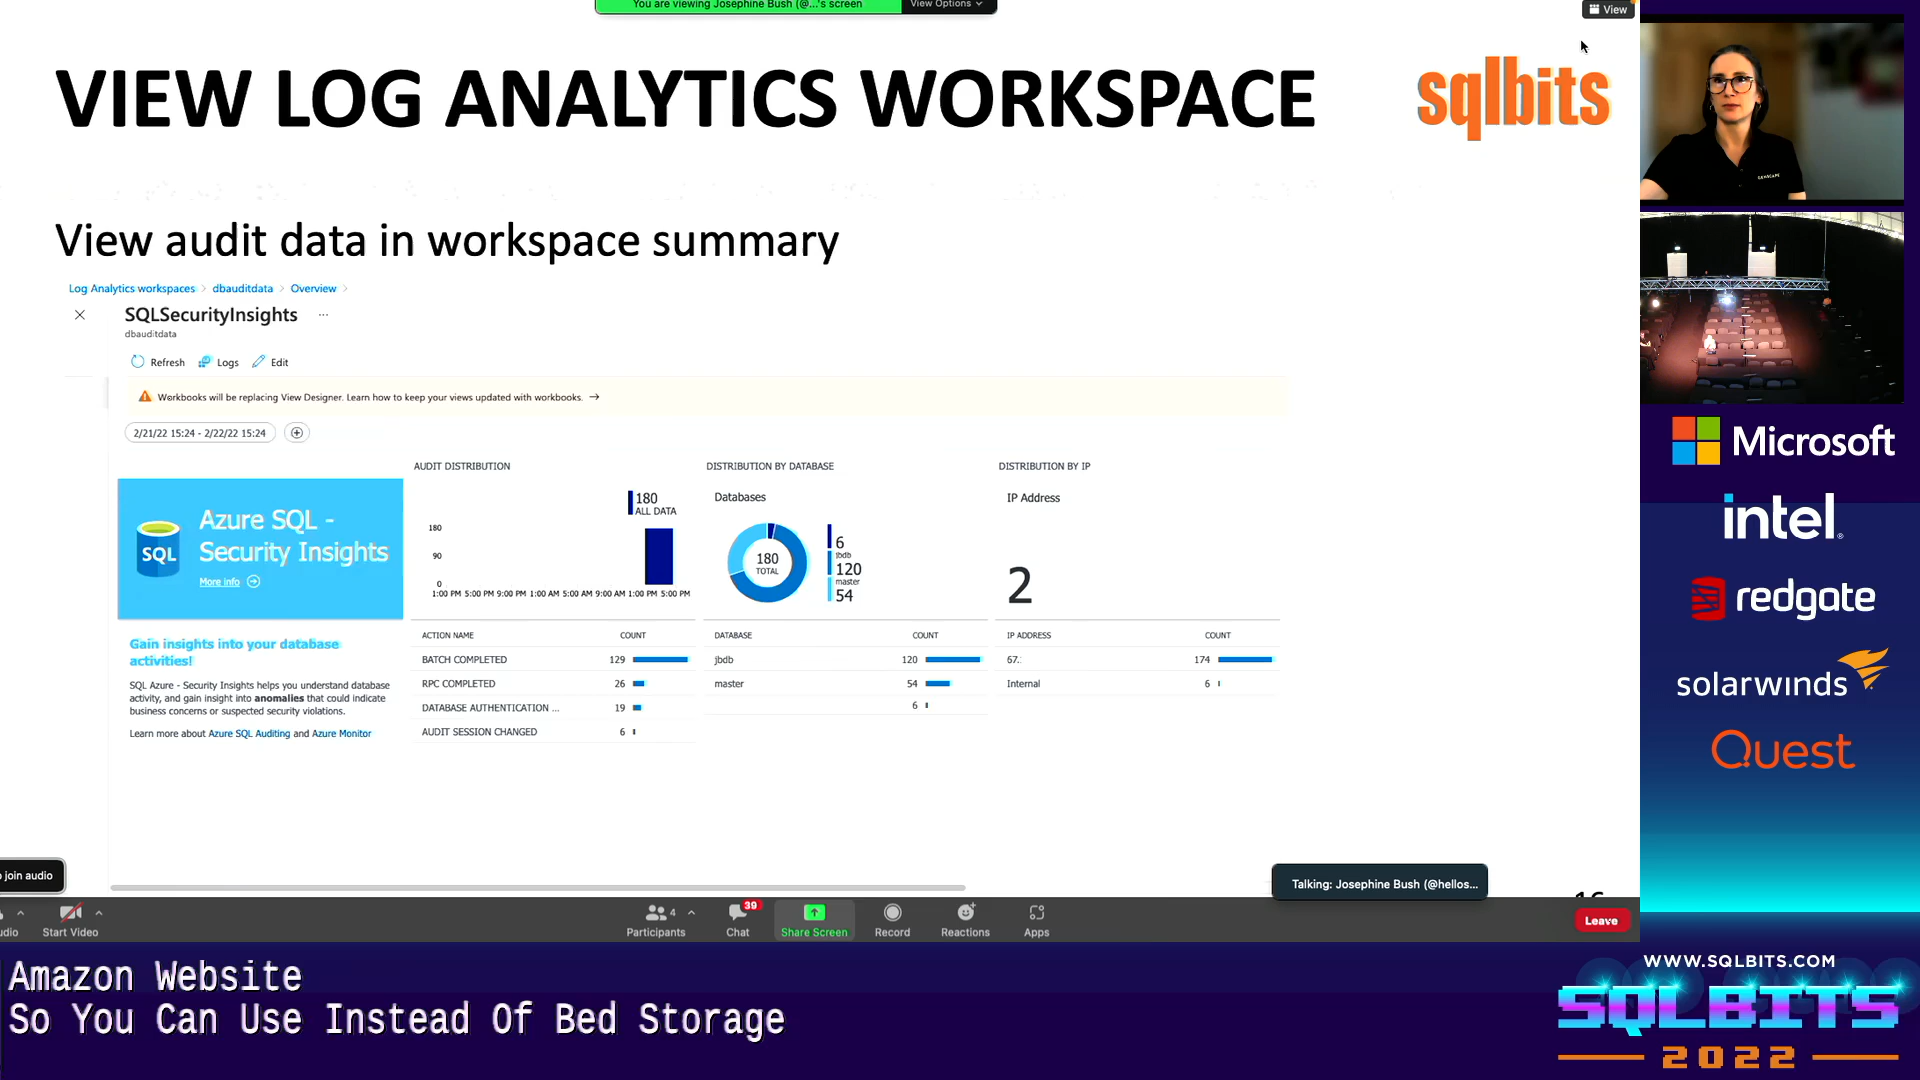 You are viewing Josephine Bush (@...'s screen
View Options
View
VIEW LOG ANALYTICS WORKSPACE
sqlbits
View audit data in workspace summary
Log Analytics workspaces > dbauditdata > Overview >
SQLSecurityInsights ...
dbauditdata
Refresh Logs Edit
Workbooks will be replacing View Designer. Learn how to keep your views updated with workbooks. →
2/21/22 15:24 - 2/22/22 15:24
Azure SQL -
Security Insights
SQL
More info
Gain insights into your database
activities!
SQL Azure - Security Insights helps you understand database
activity, and gain insight into anomalies that could indicate
business concerns or suspected security violations.
Learn more about Azure SQL Auditing and Azure Monitor
AUDIT DISTRIBUTION
180
ALL DATA
180
90
0
1:00 PM 5:00 PM 9:00 PM 1:00 AM 5:00 AM 9:00 AM 1:00 PM 5:00 PM
ACTION NAME COUNT
BATCH COMPLETED 129
RPC COMPLETED 26
DATABASE AUTHENTICATION ... 19
AUDIT SESSION CHANGED 6
DISTRIBUTION BY DATABASE
Databases
180
TOTAL
6
jbdb
120
master
54
DATABASE COUNT
jbdb 120
master 54
6
DISTRIBUTION BY IP
IP Address
2
IP ADDRESS COUNT
67. 174
Internal 6
join audio
Talking: Josephine Bush (@hellos...
Start Video
Participants 4
Chat 39
Share Screen
Record
Reactions
Apps
Leave
Amazon Website
So You Can Use Instead Of Bed Storage
Microsoft
intel.
redgate
solarwinds
Quest
WWW.SQLBITS.COM
SQLBITS
2022